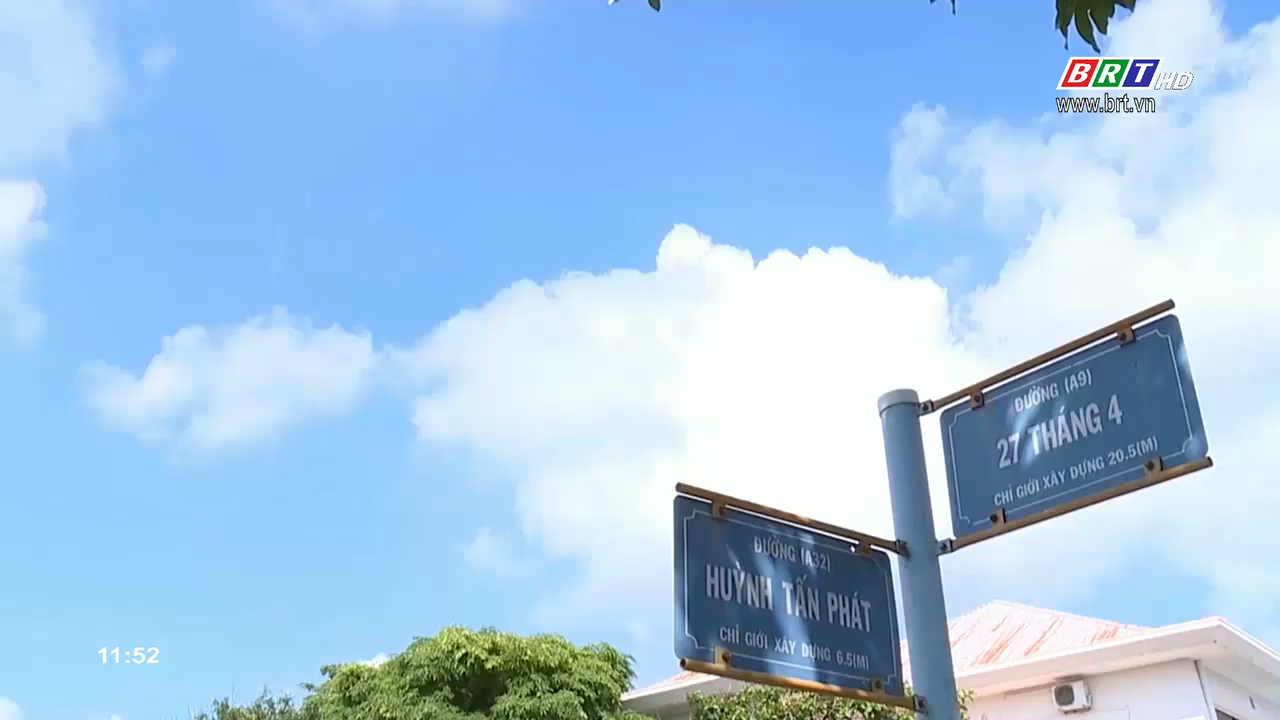 BRT HD
www.brt.vn
ĐƯỜNG (A9)
27 THÁNG 4
CHỈ GIỚI XÂY DỰNG 20.5(M)
ĐƯỜNG (A32)
HUỲNH TẤN PHÁT
CHỈ GIỚI XÂY DỰNG 6.5(M)
11:52